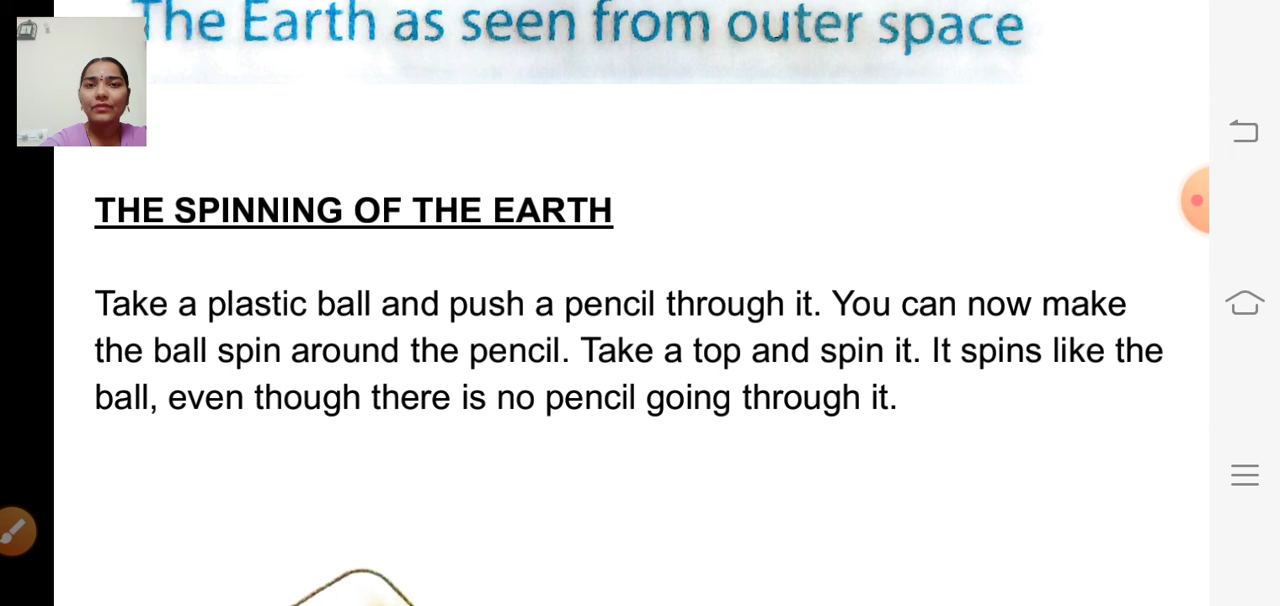 The Earth as seen from outer space
THE SPINNING OF THE EARTH
Take a plastic ball and push a pencil through it. You can now make
the ball spin around the pencil. Take a top and spin it. It spins like the
ball, even though there is no pencil going through it.